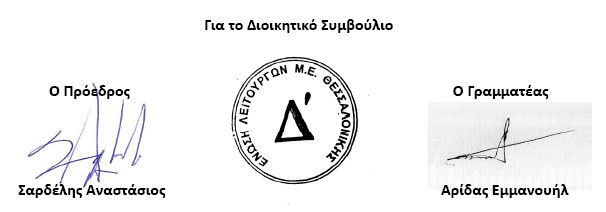 Για το Διοικητικό Συμβούλιο
Ο Πρόεδρος
ΕΝΩΣΗ ΛΕΙΤΟΥΡΓΩΝ Μ.Ε. ΘΕΣΣΑΛΟΝΙΚΗΣ
Δ΄
Ο Γραμματέας
Σαρδέλης Αναστάσιος
Αρίδας Εμμανουήλ